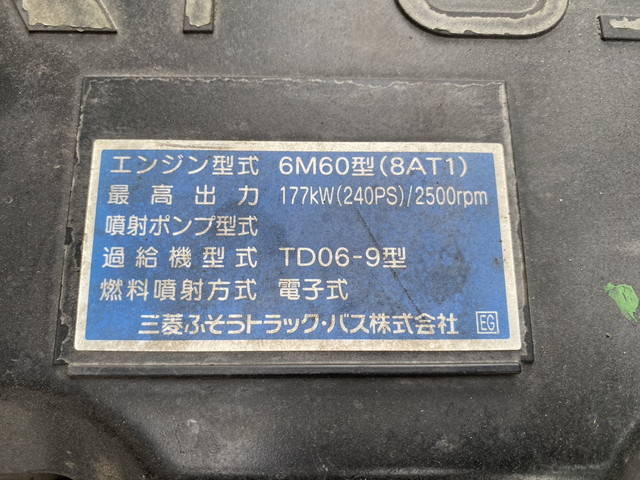 エンジン型式 6M60型(8AT1)
最高出力 177kW(240PS)/2500rpm
噴射ポンプ型式
過給機型式 TD06-9型
燃料噴射方式 電子式
三菱ふそうトラック・バス株式会社 EG